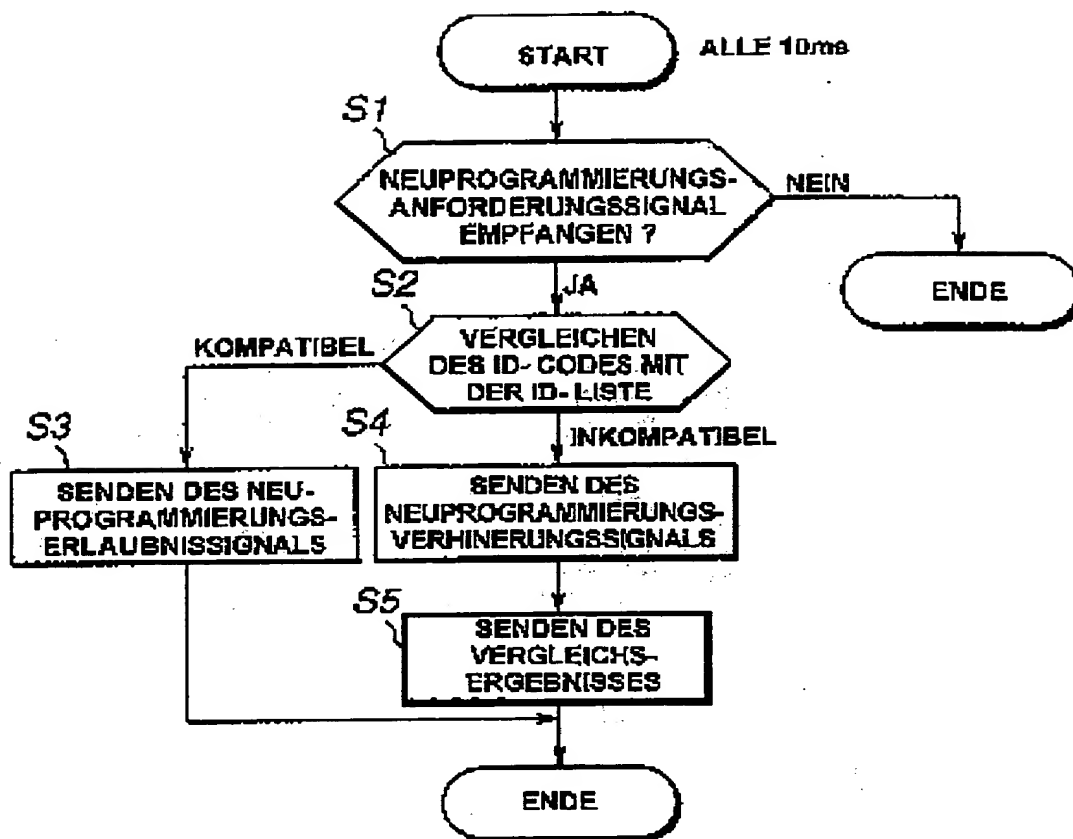 START
ALLE 10ms
S1
NEUPROGRAMMIERUNGS-
ANFORDERUNGSSIGNAL
EMPFANGEN ?
NEIN
ENDE
JA
S2
VERGLEICHEN
DES ID- CODES MIT
DER ID- LISTE
KOMPATIBEL
INKOMPATIBEL
S3
SENDEN DES NEU-
PROGRAMMIERUNGS-
ERLAUBNISSIGNALS
S4
SENDEN DES
NEUPROGRAMMIERUNGS-
VERHINERUNGSSIGNALS
S5
SENDEN DES
VERGLEICHS-
ERGEBNISSES
ENDE